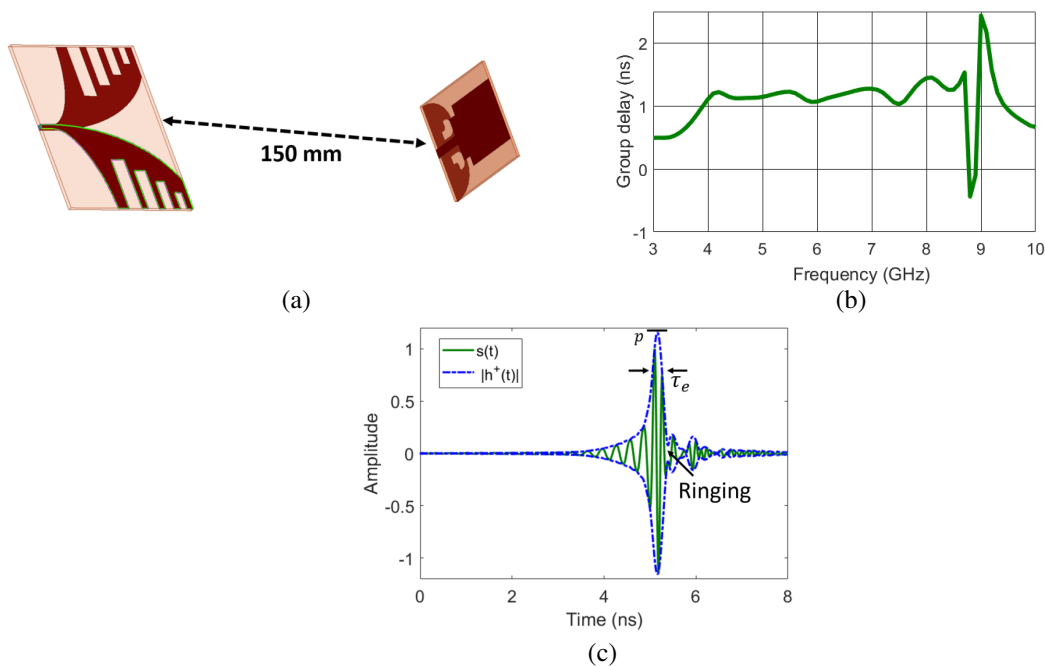 150 mm
(a)
Group delay (ns)
2
1
0
-1
3 4 5 6 7 8 9 10
Frequency (GHz)
(b)
Amplitude
1
0.5
0
-0.5
-1
s(t)
|h⁺(t)|
p
τₑ
Ringing
0 2 4 6 8
Time (ns)
(c)